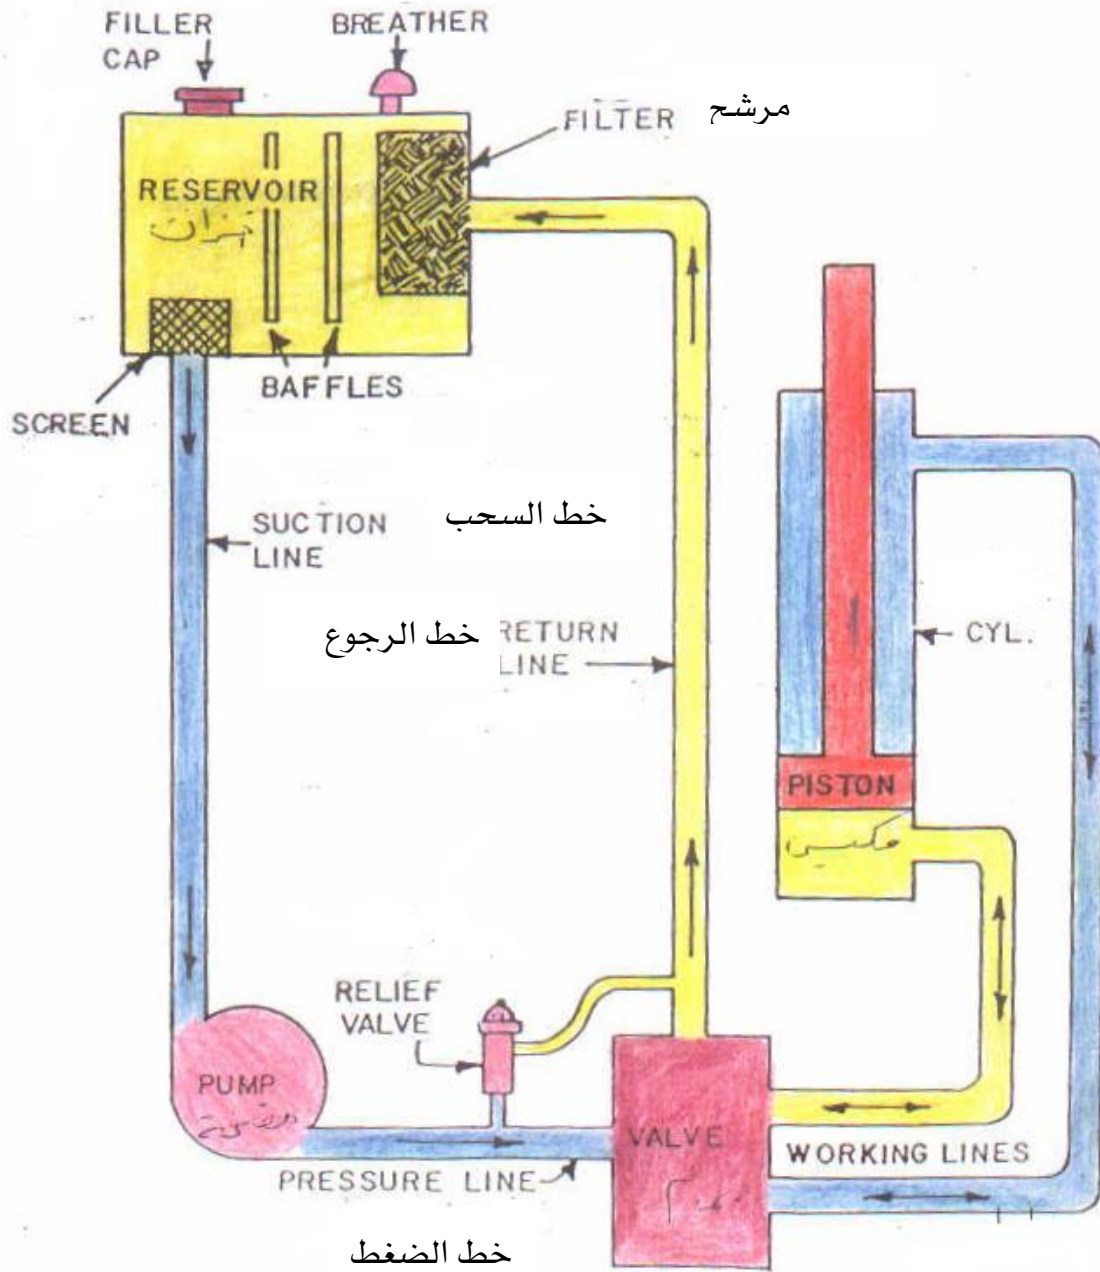 FILLER
CAP
BREATHER
FILTER مرشح
RESERVOIR
خزان
SCREEN
BAFFLES
SUCTION
LINE
خط السحب
خط الرجوع
RETURN
LINE
CYL.
PISTON
RELIEF
VALVE
PUMP
VALVE
WORKING LINES
PRESSURE LINE
خط الضغط